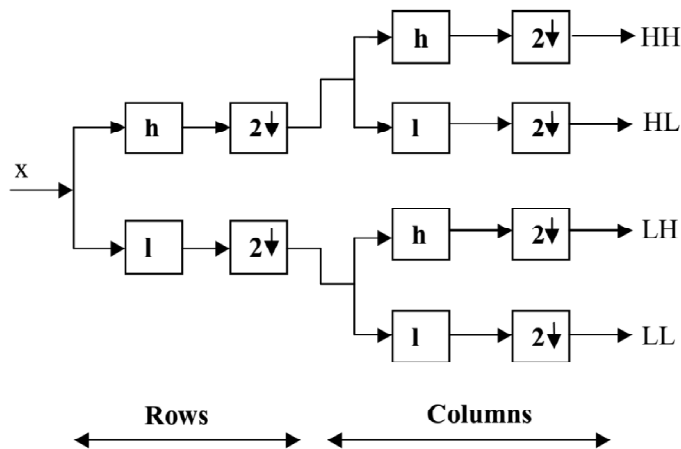 h 2↓ HH
h 2↓ l 2↓ HL
x
l 2↓ h 2↓ LH
l 2↓ LL
Rows Columns